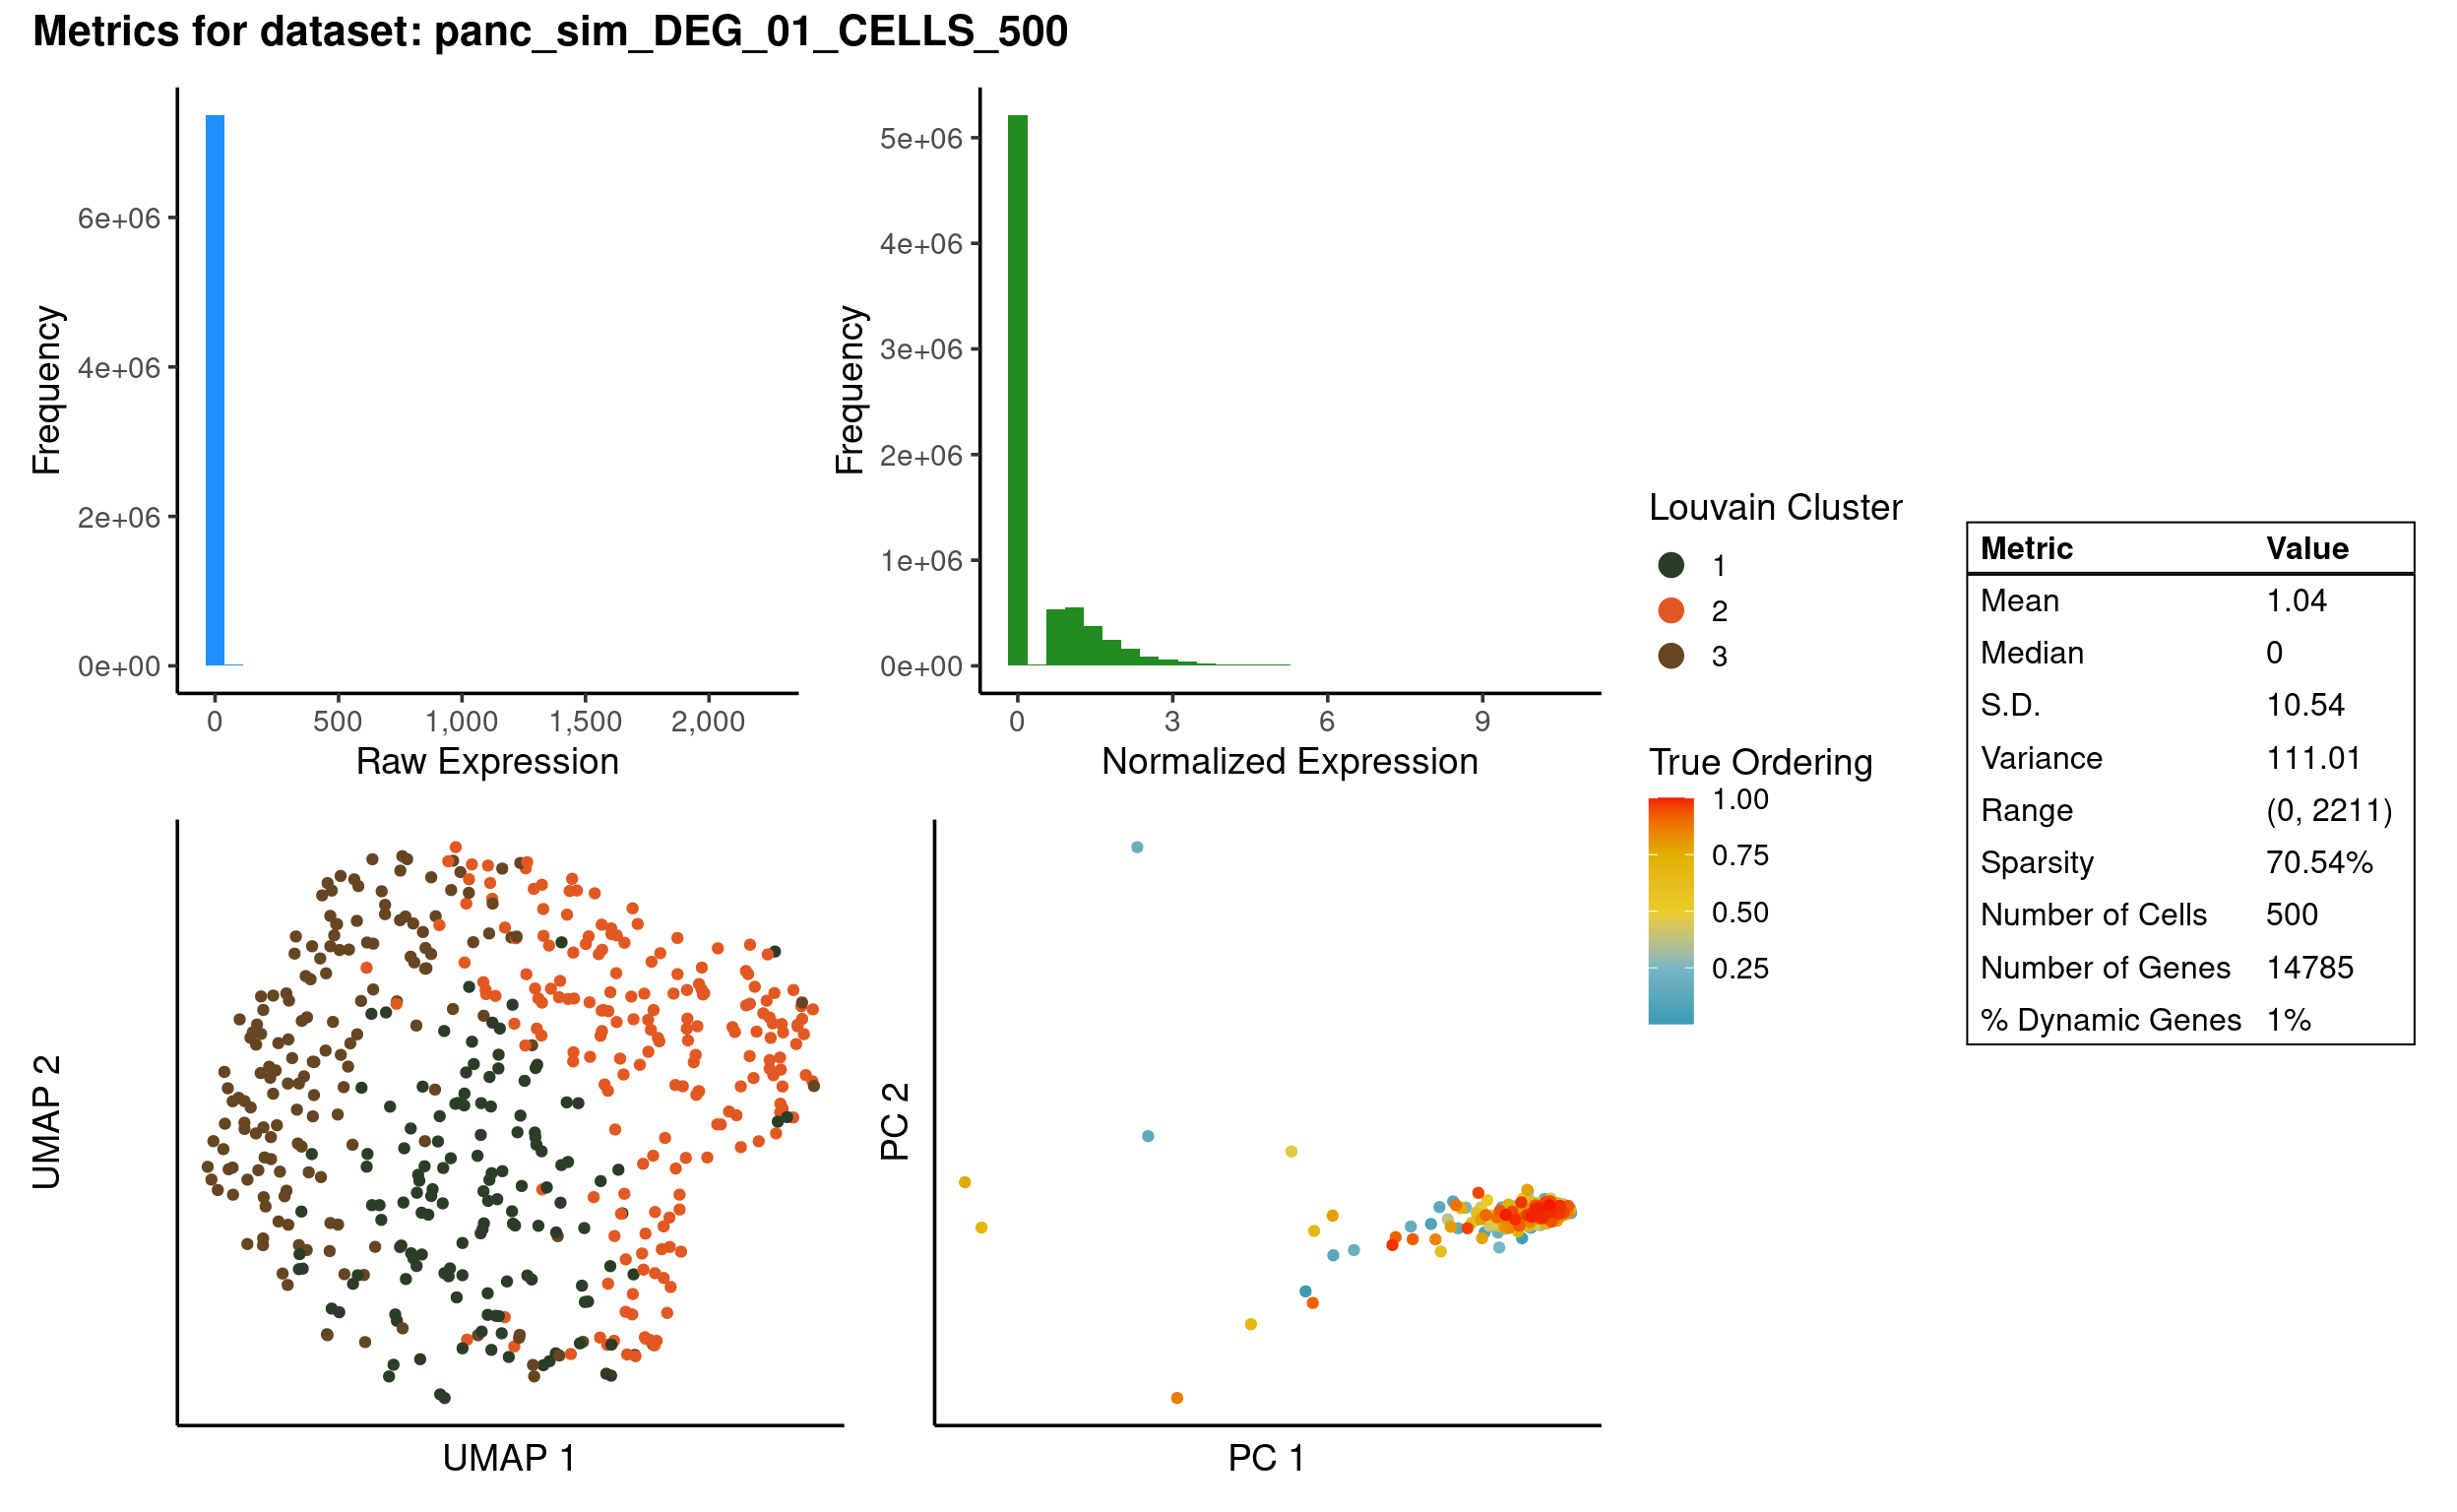 Metrics for dataset: panc_sim_DEG_01_CELLS_500
Frequency
6e+06
4e+06
2e+06
0e+00
0 500 1,000 1,500 2,000
Raw Expression
Frequency
5e+06
4e+06
3e+06
2e+06
1e+06
0e+00
0 3 6 9
Normalized Expression
UMAP 2
UMAP 1
PC 2
PC 1
Louvain Cluster
1
2
3
True Ordering
1.00
0.75
0.50
0.25
Metric Value
Mean 1.04
Median 0
S.D. 10.54
Variance 111.01
Range (0, 2211)
Sparsity 70.54%
Number of Cells 500
Number of Genes 14785
% Dynamic Genes 1%